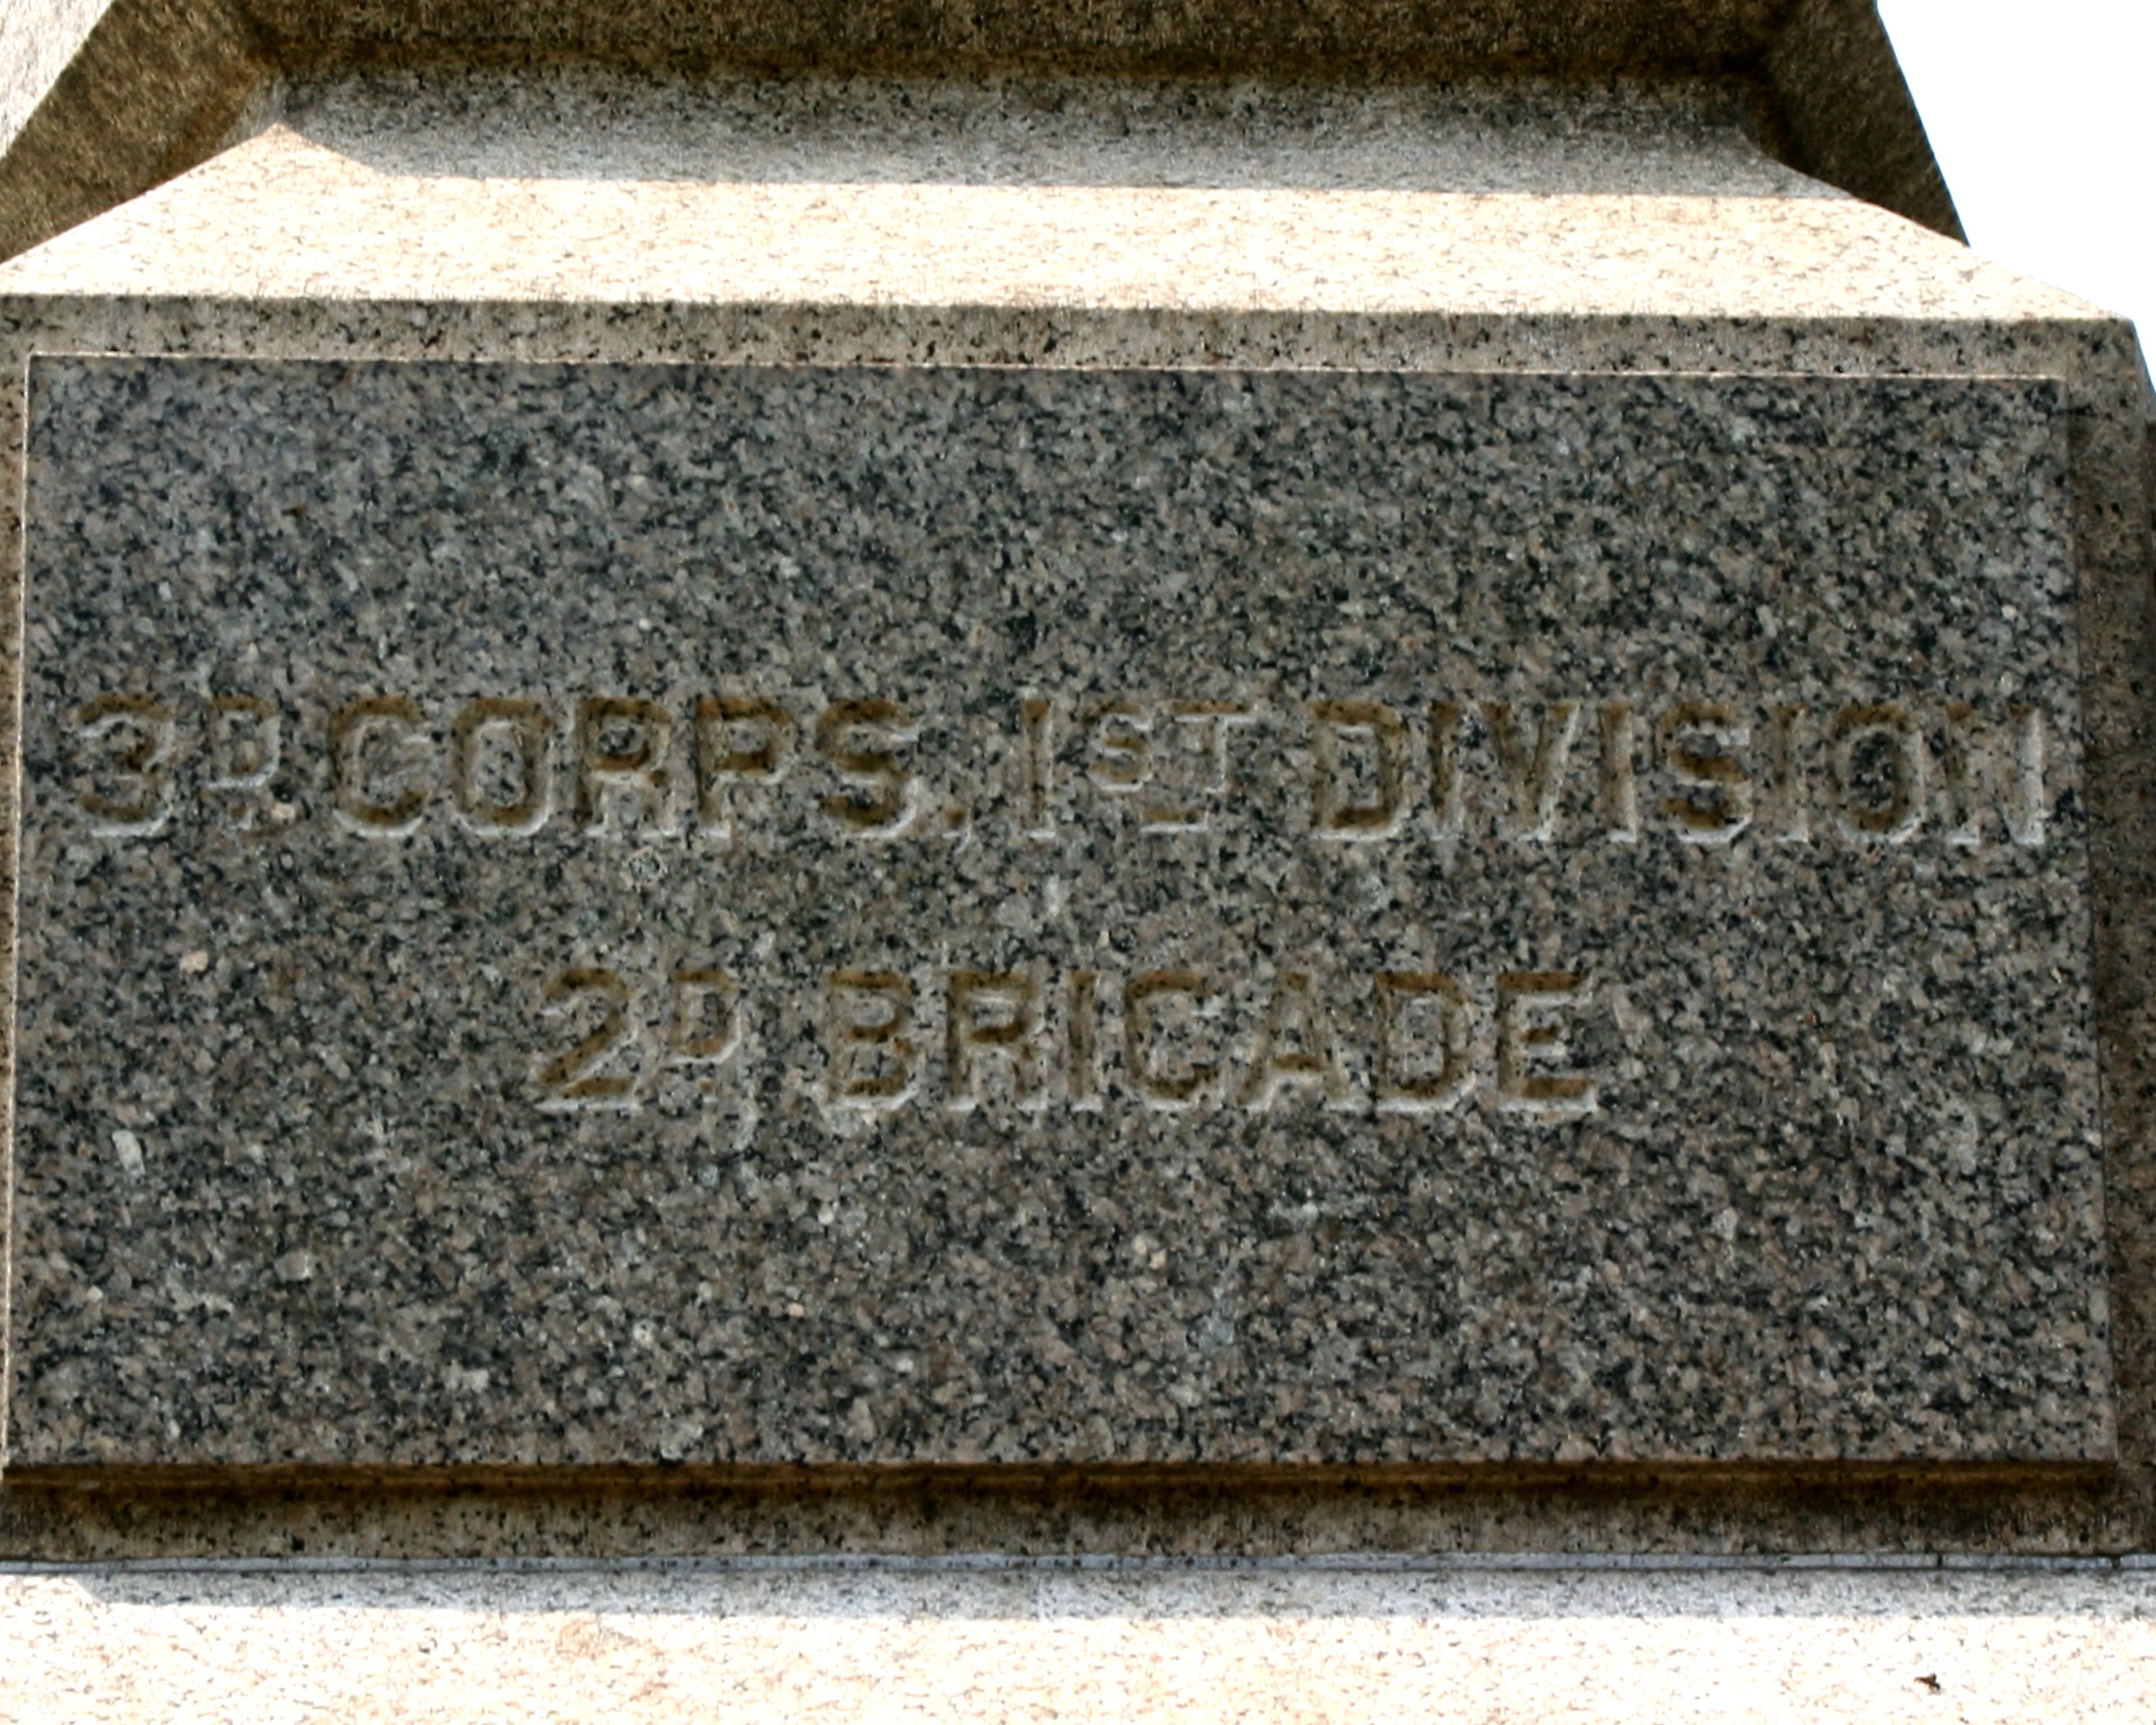 3D. CORPS. 1ST DIVISION
2D. BRIGADE